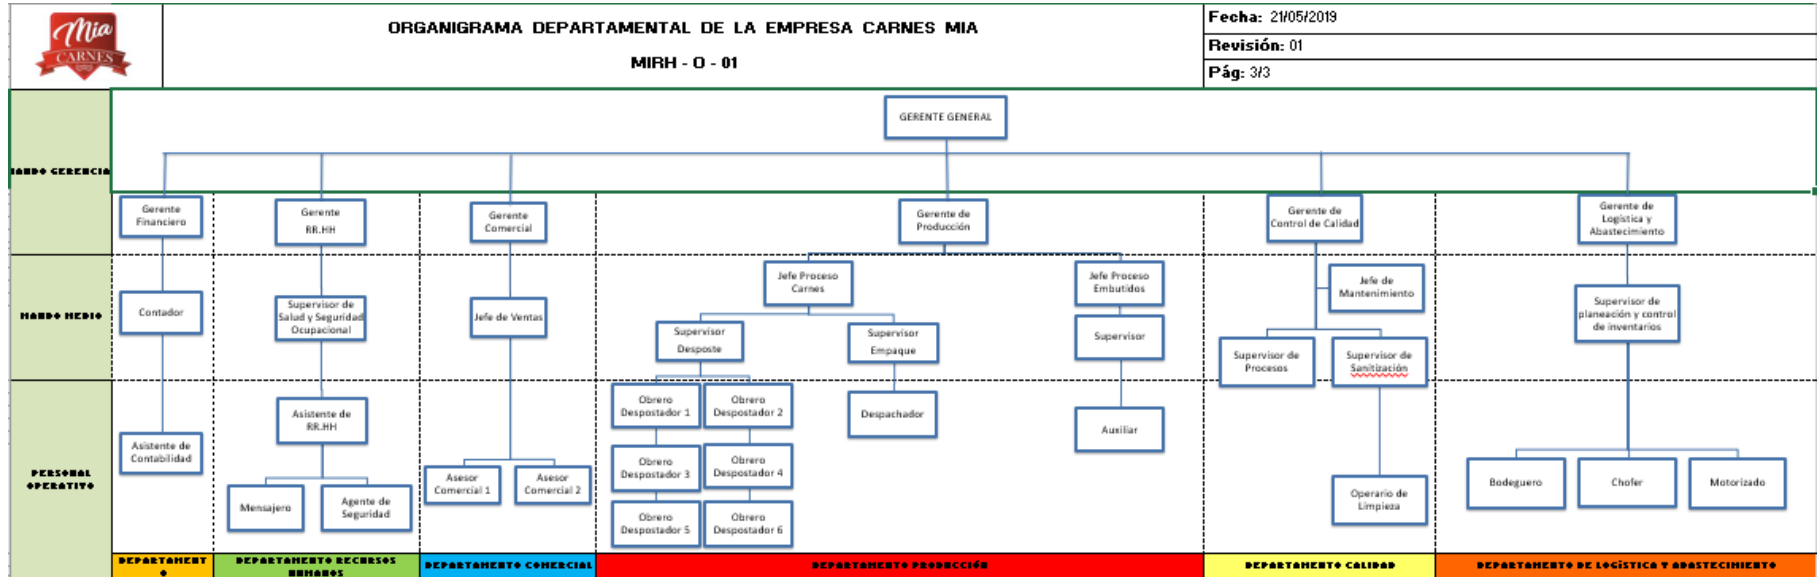 Mia
CARNES
ORGANIGRAMA DEPARTAMENTAL DE LA EMPRESA CARNES MIA
MIRH - O - 01
Fecha: 21/05/2019
Revisión: 01
Pág: 3/3
MANDO GERENCIA
GERENTE GENERAL
Gerente
Financiero
Gerente
RR.HH
Gerente
Comercial
Gerente de
Producción
Gerente de
Control de Calidad
Gerente de
Logística y
Abastecimiento
MANDO MEDIO
Contador
Supervisor de
Salud y Seguridad
Ocupacional
Jefe de Ventas
Jefe Proceso
Carnes
Jefe Proceso
Embutidos
Supervisor
Desposte
Supervisor
Empaque
Supervisor
Jefe de
Mantenimiento
Supervisor de
Procesos
Supervisor de
Sanitización
Supervisor de
planeación y control
de inventarios
PERSONAL
OPERATIVO
Asistente de
Contabilidad
Asistente de
RR.HH
Mensajero
Agente de
Seguridad
Asesor
Comercial 1
Asesor
Comercial 2
Obrero
Despostador 1
Obrero
Despostador 2
Obrero
Despostador 3
Obrero
Despostador 4
Obrero
Despostador 5
Obrero
Despostador 6
Despachador
Auxiliar
Operario de
Limpieza
Bodeguero
Chofer
Motorizado
DEPARTAMENT
O
DEPARTAMENTO RECURSOS
HUMANOS
DEPARTAMENTO COMERCIAL
DEPARTAMENTO PRODUCCIÓN
DEPARTAMENTO CALIDAD
DEPARTAMENTO DE LOGÍSTICA Y ABASTECIMIENTO